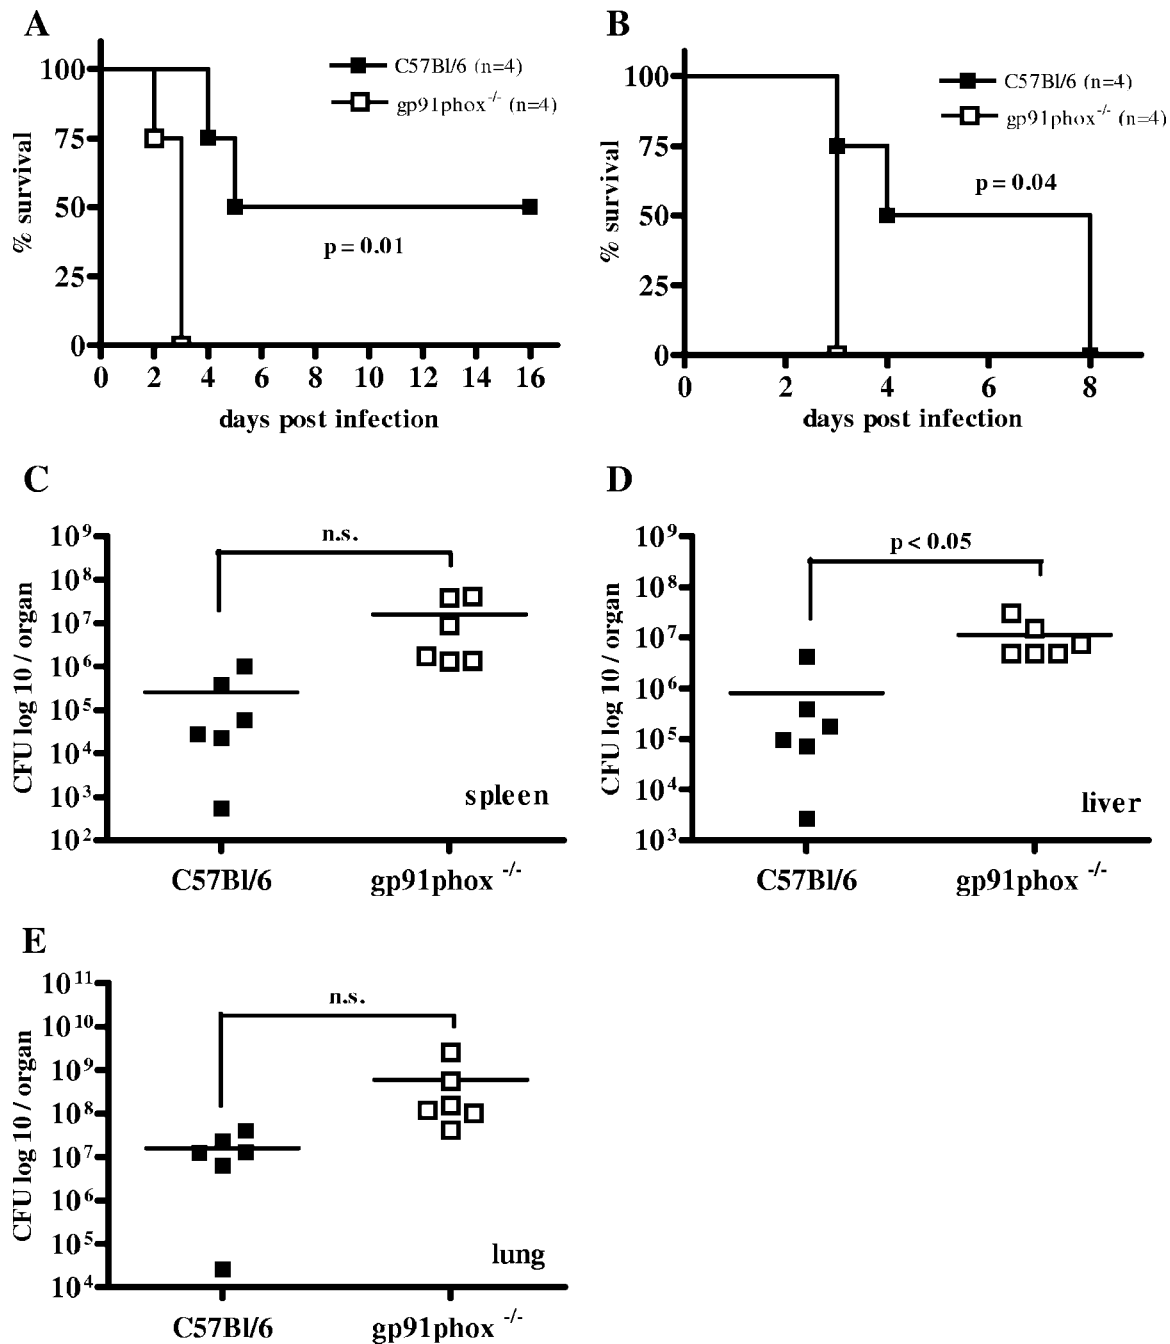 A
100
75
50
25
0
% survival
C57Bl/6 (n=4)
gp91phox-/- (n=4)
p = 0.01
0 2 4 6 8 10 12 14 16
days post infection
B
100
75
50
25
0
% survival
C57Bl/6 (n=4)
gp91phox-/- (n=4)
p = 0.04
0 2 4 6 8
days post infection
C
10⁹
10⁸
10⁷
10⁶
10⁵
10⁴
10³
10²
CFU log 10 / organ
n.s.
spleen
C57Bl/6 gp91phox -/-
D
10⁹
10⁸
10⁷
10⁶
10⁵
10⁴
10³
CFU log 10 / organ
p < 0.05
liver
C57Bl/6 gp91phox -/-
E
10¹¹
10¹⁰
10⁹
10⁸
10⁷
10⁶
10⁵
10⁴
CFU log 10 / organ
n.s.
lung
C57Bl/6 gp91phox -/-